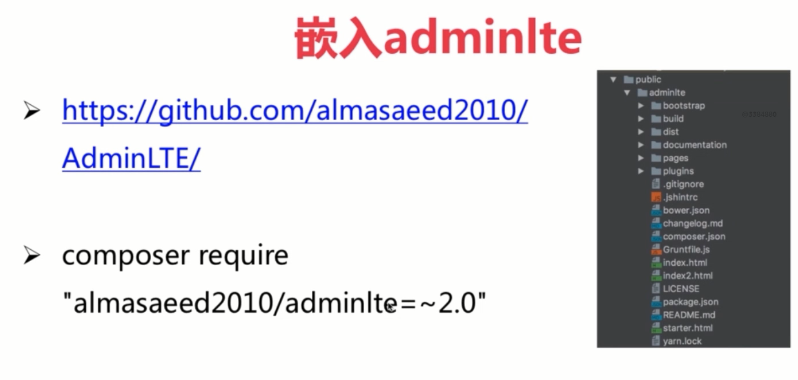 嵌入adminlte
https://github.com/almasaeed2010/
AdminLTE/
composer require
"almasaeed2010/adminlte=~2.0"
public
adminlte
bootstrap
build
dist
documentation
pages
plugins
.gitignore
.jshintrc
bower.json
changelog.md
composer.json
Gruntfile.js
index.html
index2.html
LICENSE
package.json
README.md
starter.html
yarn.lock